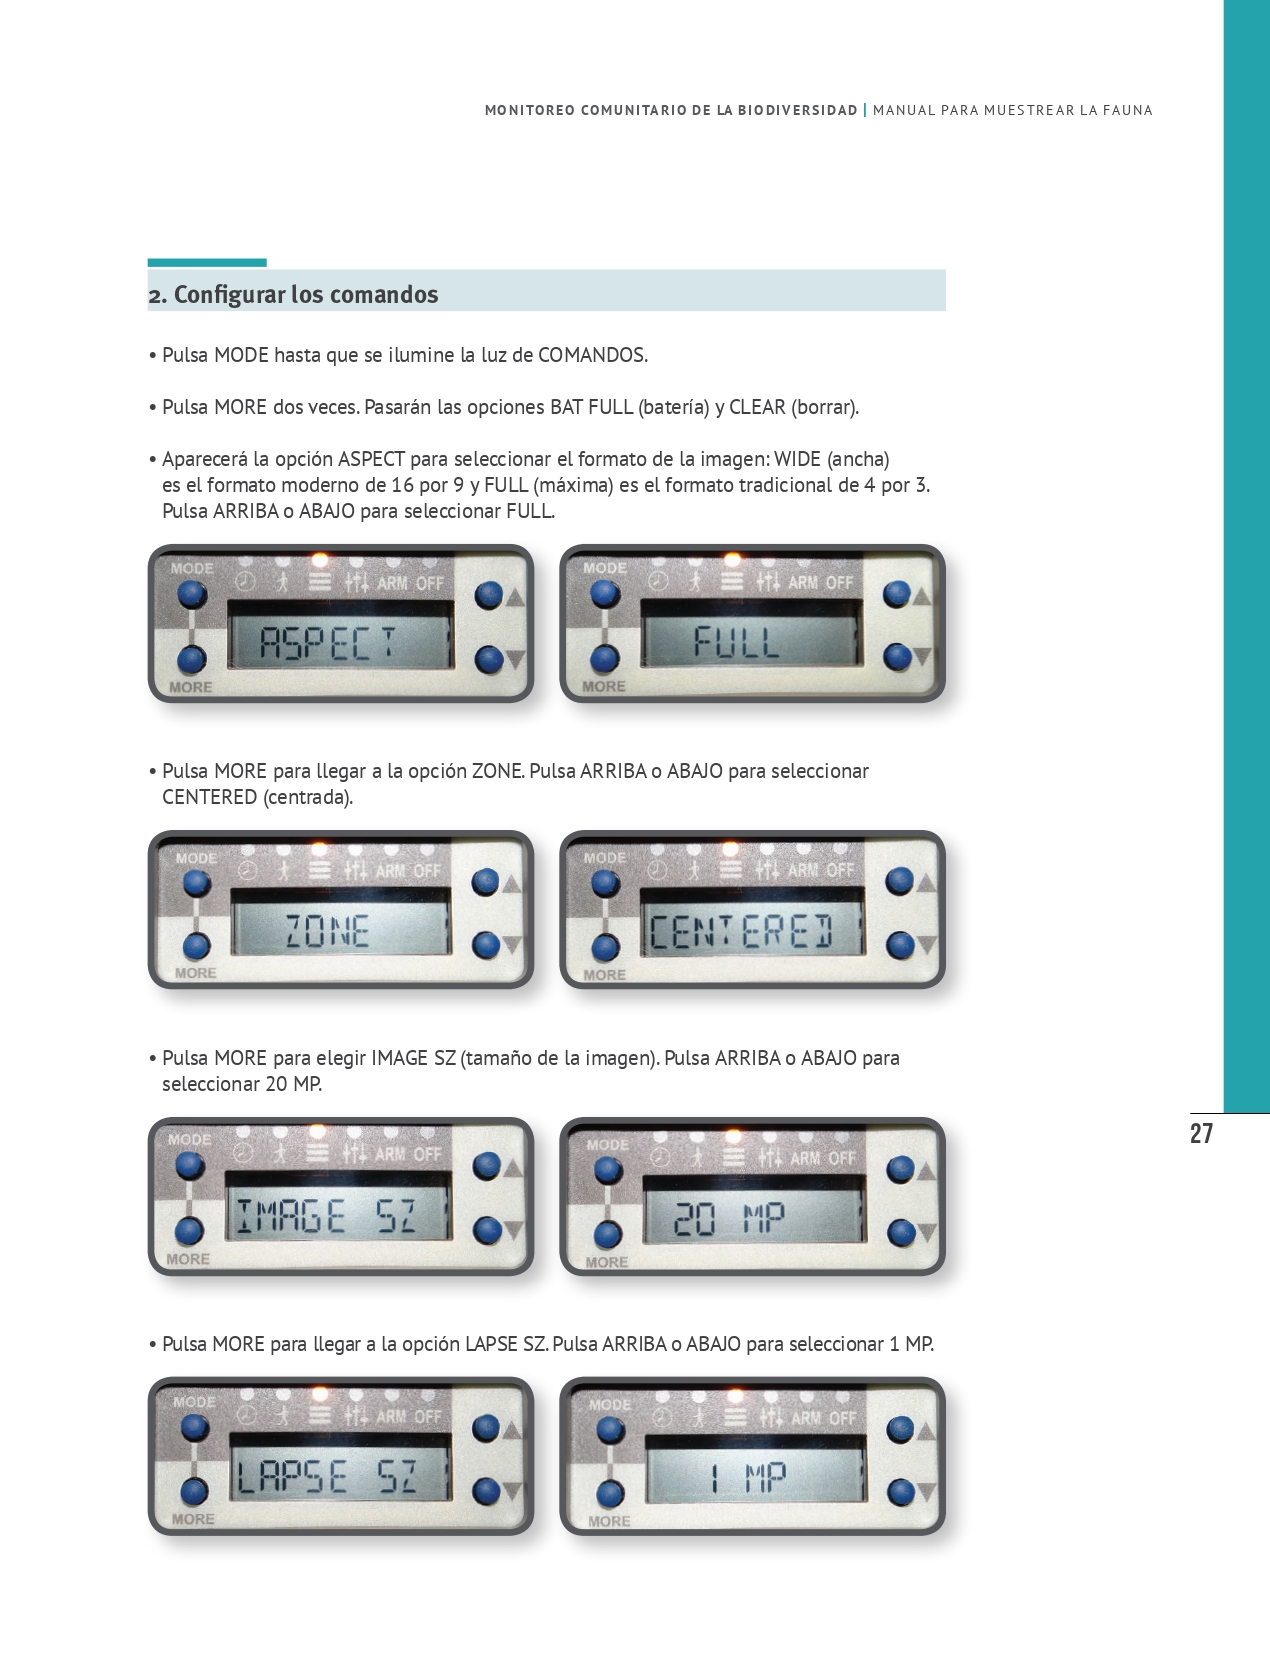 MONITOREO COMUNITARIO DE LA BIODIVERSIDAD | MANUAL PARA MUESTREAR LA FAUNA
2. Configurar los comandos
• Pulsa MODE hasta que se ilumine la luz de COMANDOS.
• Pulsa MORE dos veces. Pasarán las opciones BAT FULL (batería) y CLEAR (borrar).
• Aparecerá la opción ASPECT para seleccionar el formato de la imagen: WIDE (ancha)
es el formato moderno de 16 por 9 y FULL (máxima) es el formato tradicional de 4 por 3.
Pulsa ARRIBA o ABAJO para seleccionar FULL.
MODE
ARM OFF
ASPECT
MORE
MODE
ARM OFF
FULL
MORE
• Pulsa MORE para llegar a la opción ZONE. Pulsa ARRIBA o ABAJO para seleccionar
CENTERED (centrada).
MODE
ARM OFF
ZONE
MORE
MODE
ARM OFF
CENTERED
MORE
• Pulsa MORE para elegir IMAGE SZ (tamaño de la imagen). Pulsa ARRIBA o ABAJO para
seleccionar 20 MP.
MODE
ARM OFF
IMAGE SZ
MORE
MODE
ARM OFF
20 MP
MORE
27
• Pulsa MORE para llegar a la opción LAPSE SZ. Pulsa ARRIBA o ABAJO para seleccionar 1 MP.
MODE
ARM OFF
LAPSE SZ
MORE
MODE
ARM OFF
1 MP
MORE